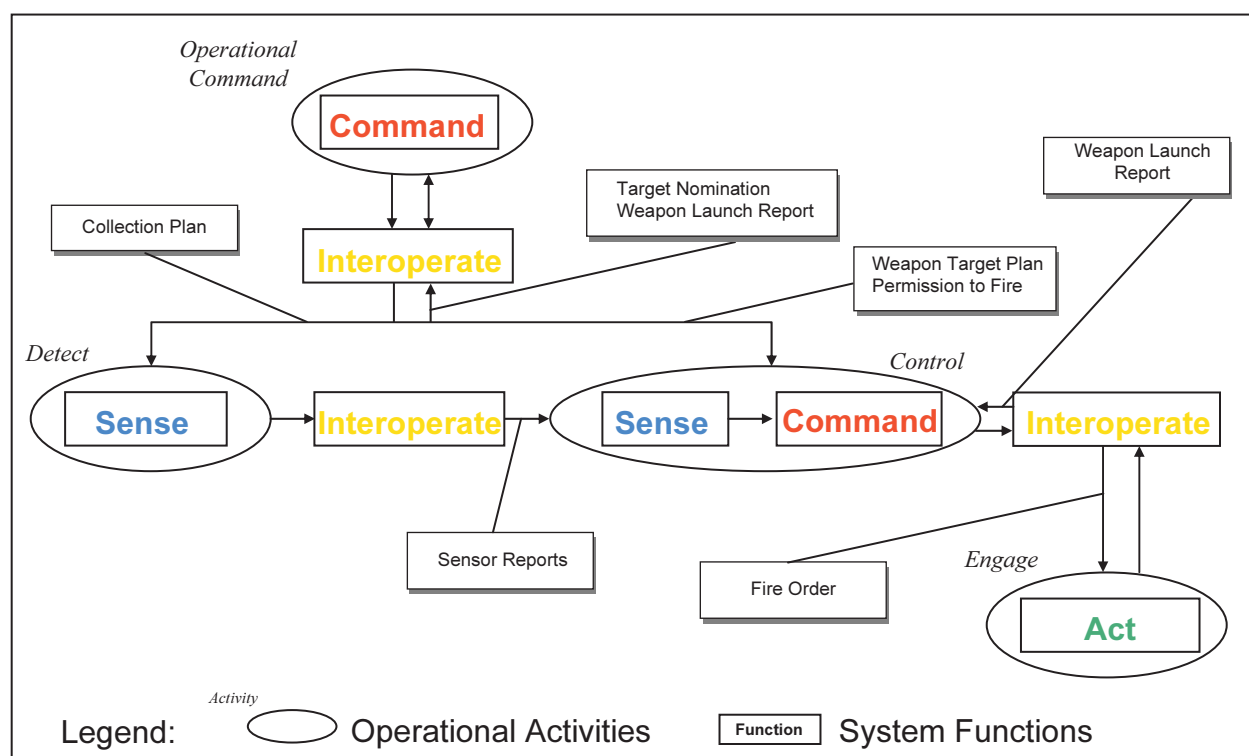 Operational
Command
Command
Weapon Launch
Report
Target Nomination
Weapon Launch Report
Collection Plan
Interoperate
Weapon Target Plan
Permission to Fire
Detect
Control
Sense
Interoperate
Sense
Command
Interoperate
Sensor Reports
Engage
Fire Order
Act
Activity
Legend:
Operational Activities
Function
System Functions